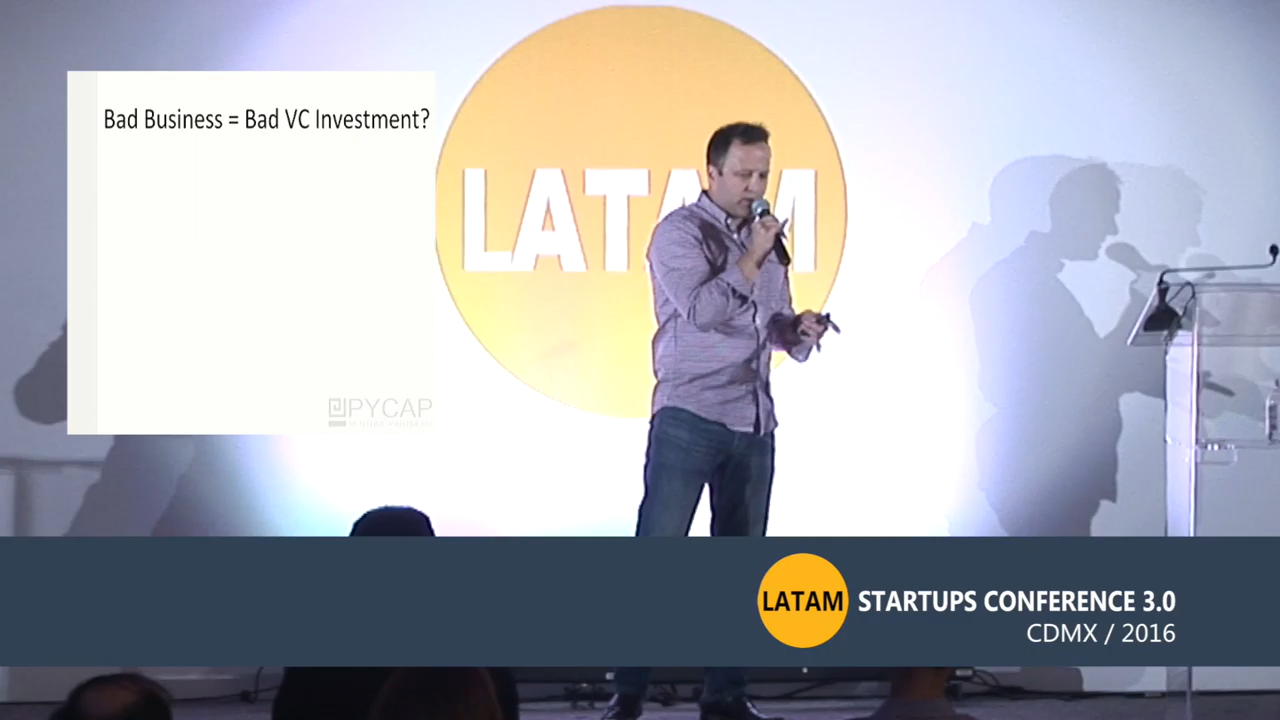 Bad Business = Bad VC Investment?
LATAM
PYCAP
LATAM STARTUPS CONFERENCE 3.0
CDMX / 2016